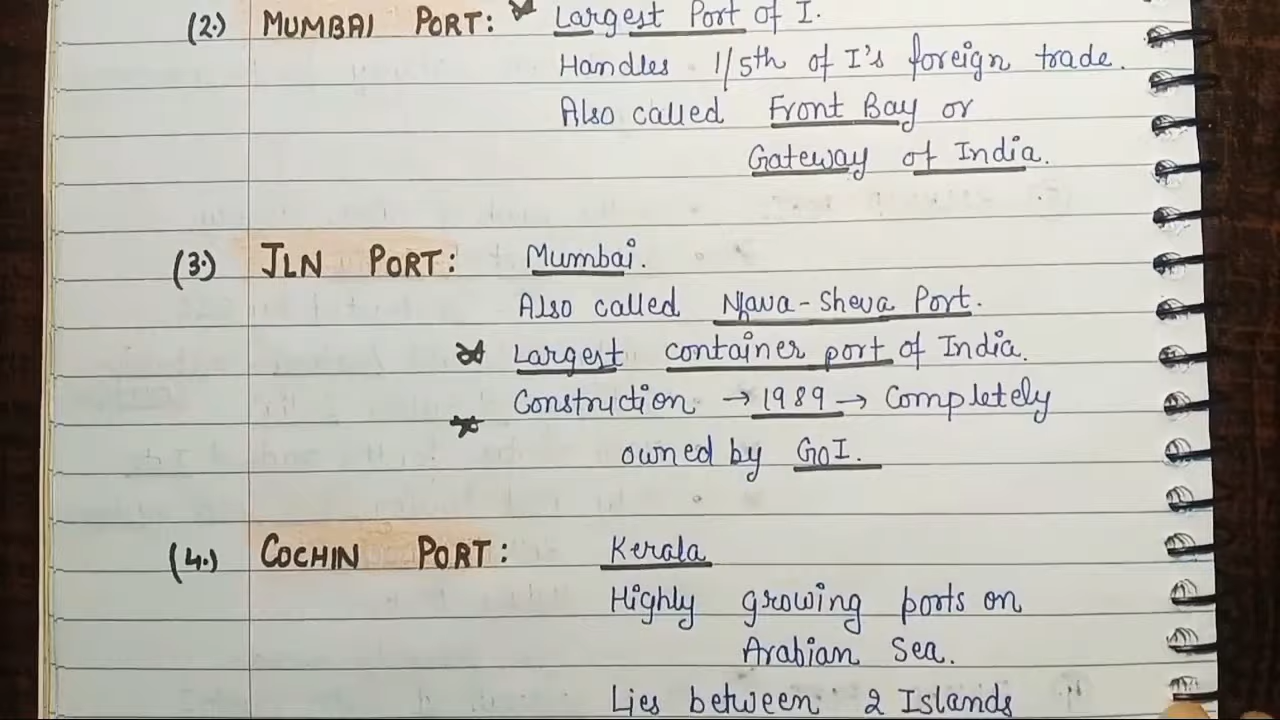 (2.) MUMBAI PORT: * Largest Port of I.
Handles 1/5th of I's foreign trade.
Also called Front Bay or
Gateway of India.
(3.) JLN PORT: Mumbai.
Also called Nhava-Sheva Port.
* Largest container port of India.
* Construction → 1989 → Completely
owned by GoI.
(4.) COCHIN PORT: Kerala
Highly growing ports on
Arabian Sea.
Lies between 2 Islands